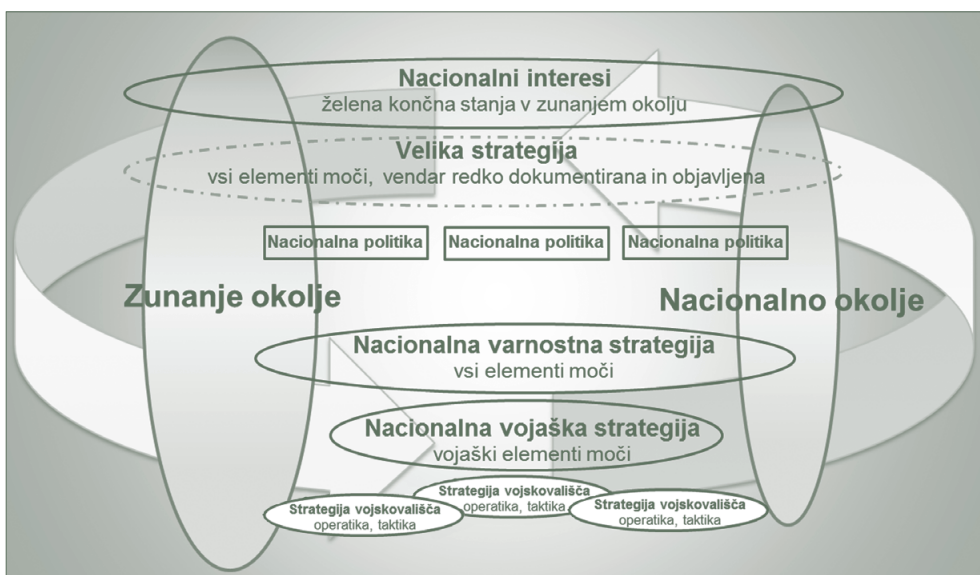 Nacionalni interesi
želena končna stanja v zunanjem okolju
Velika strategija
vsi elementi moči, vendar redko dokumentirana in objavljena
Nacionalna politika
Nacionalna politika
Nacionalna politika
Zunanje okolje
Nacionalno okolje
Nacionalna varnostna strategija
vsi elementi moči
Nacionalna vojaška strategija
vojaški elementi moči
Strategija vojskovališča
operatika, taktika
Strategija vojskovališča
operatika, taktika
Strategija vojskovališča
operatika, taktika